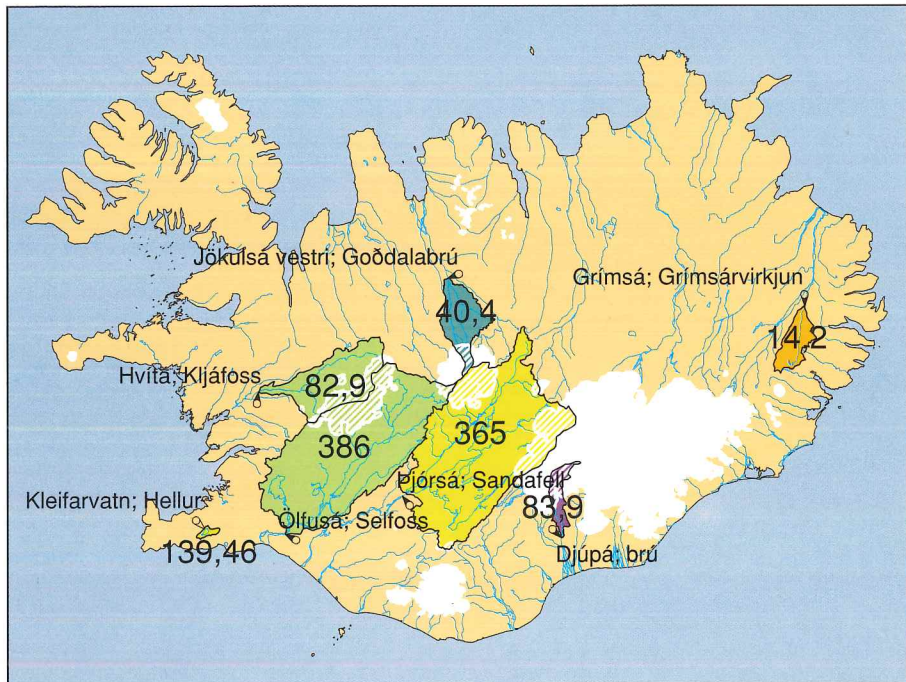 Jökulsá vestri; Goðdalabrú
Grímsá; Grímsárvirkjun
40,4
14,2
Hvítá; Kljáfoss
82,9
386
365
Þjórsá; Sandafell
Kleifarvatn; Hellur
83,9
Ölfusá; Selfoss
139,46
Djúpá; brú